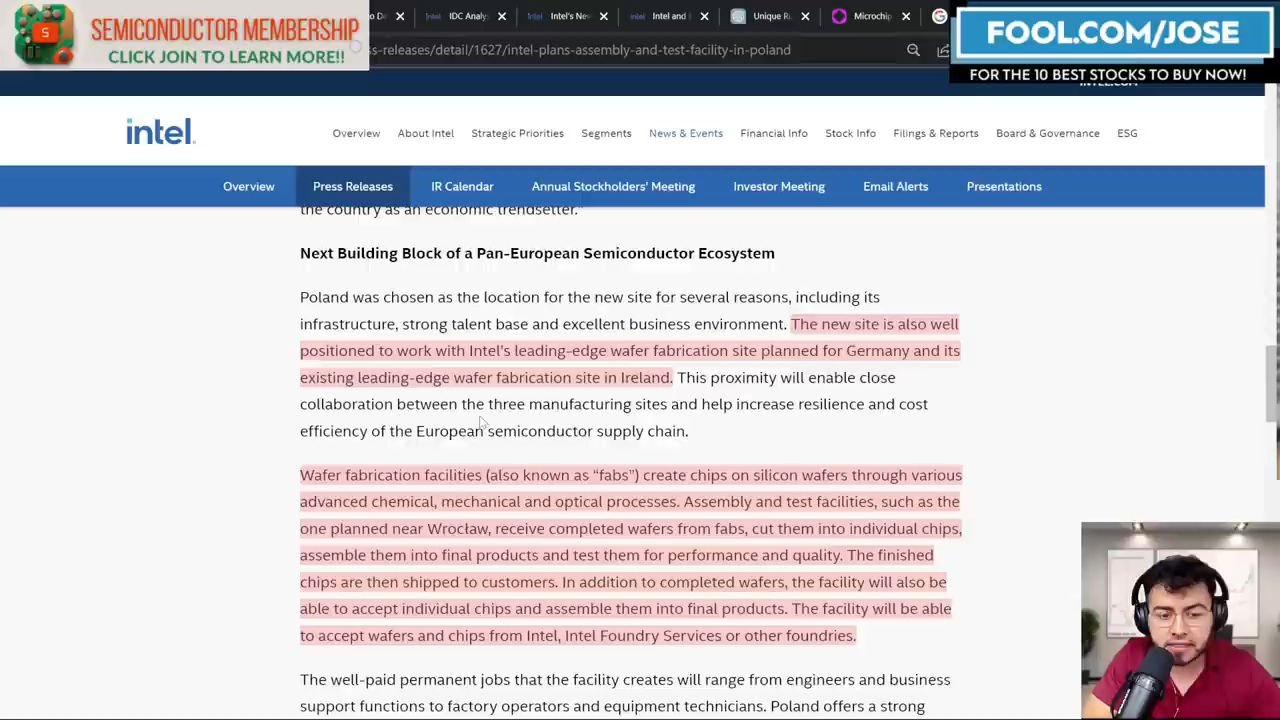 SEMICONDUCTOR MEMBERSHIP
CLICK JOIN TO LEARN MORE!!
IDC Analy
Intel's Nev
Intel and
Unique Ru
Microchip
FOOL.COM/JOSE
FOR THE 10 BEST STOCKS TO BUY NOW!
s-releases/detail/1627/intel-plans-assembly-and-test-facility-in-poland
INTEL.COM
intel.
Overview About Intel Strategic Priorities Segments News & Events Financial Info Stock Info Filings & Reports Board & Governance ESG
Overview Press Releases IR Calendar Annual Stockholders' Meeting Investor Meeting Email Alerts Presentations
the country as an economic trendsetter."
Next Building Block of a Pan-European Semiconductor Ecosystem
Poland was chosen as the location for the new site for several reasons, including its
infrastructure, strong talent base and excellent business environment. The new site is also well
positioned to work with Intel's leading-edge wafer fabrication site planned for Germany and its
existing leading-edge wafer fabrication site in Ireland. This proximity will enable close
collaboration between the three manufacturing sites and help increase resilience and cost
efficiency of the European semiconductor supply chain.
Wafer fabrication facilities (also known as “fabs”) create chips on silicon wafers through various
advanced chemical, mechanical and optical processes. Assembly and test facilities, such as the
one planned near Wrocław, receive completed wafers from fabs, cut them into individual chips,
assemble them into final products and test them for performance and quality. The finished
chips are then shipped to customers. In addition to completed wafers, the facility will also be
able to accept individual chips and assemble them into final products. The facility will be able
to accept wafers and chips from Intel, Intel Foundry Services or other foundries.
The well-paid permanent jobs that the facility creates will range from engineers and business
support functions to factory operators and equipment technicians. Poland offers a strong